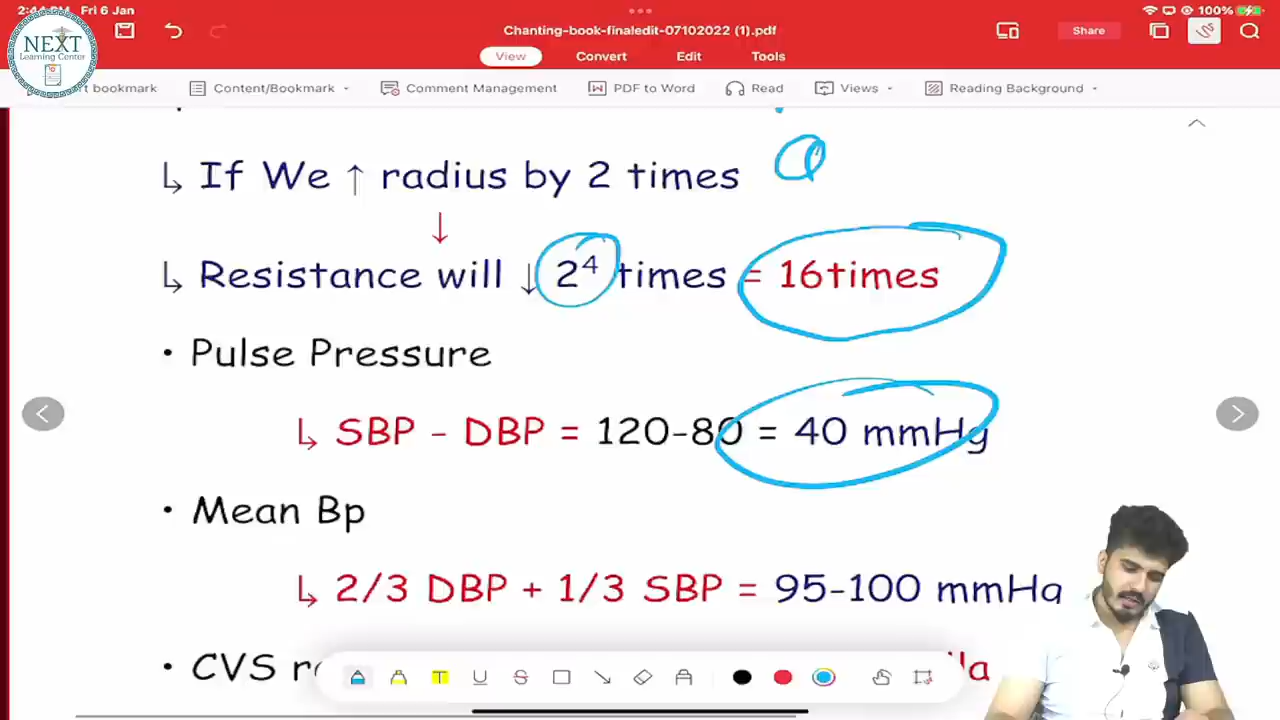 2:44 PM Fri 6 Jan
100%
NEXT
Learning Center
Chanting-book-finaledit-07102022 (1).pdf
Share
View Convert Edit Tools
bookmark Content/Bookmark Comment Management PDF to Word Read Views Reading Background
↳ If We ↑ radius by 2 times
↓
↳ Resistance will ↓ 2⁴ times = 16times
• Pulse Pressure
↳ SBP - DBP = 120-80 = 40 mmHg
• Mean Bp
↳ 2/3 DBP + 1/3 SBP = 95-100 mmHg
• CVS